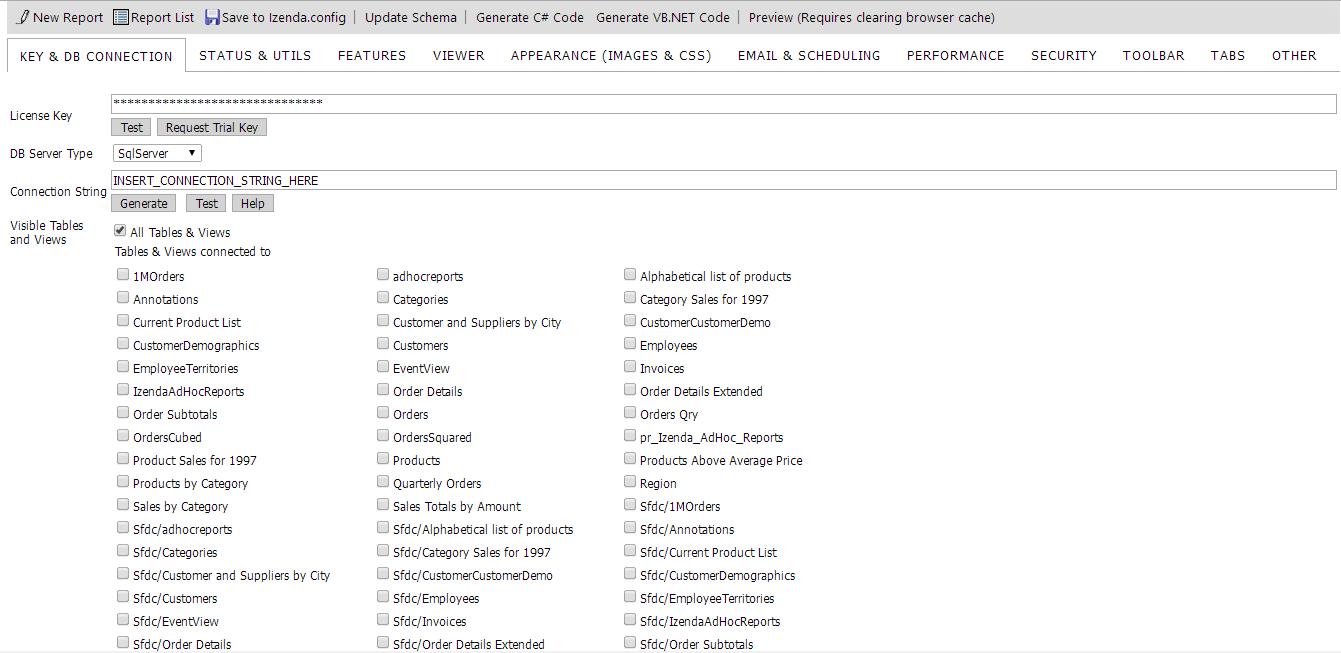 New Report Report List Save to Izenda.config | Update Schema | Generate C# Code Generate VB.NET Code | Preview (Requires clearing browser cache)
KEY & DB CONNECTION STATUS & UTILS FEATURES VIEWER APPEARANCE (IMAGES & CSS) EMAIL & SCHEDULING PERFORMANCE SECURITY TOOLBAR TABS OTHER
License Key ******************************
Test Request Trial Key
DB Server Type SqlServer
Connection String INSERT_CONNECTION_STRING_HERE
Generate Test Help
Visible Tables and Views All Tables & Views
Tables & Views connected to
1MOrders adhocreports Alphabetical list of products
Annotations Categories Category Sales for 1997
Current Product List Customer and Suppliers by City CustomerCustomerDemo
CustomerDemographics Customers Employees
EmployeeTerritories EventView Invoices
IzendaAdHocReports Order Details Order Details Extended
Order Subtotals Orders Orders Qry
OrdersCubed OrdersSquared pr_Izenda_AdHoc_Reports
Product Sales for 1997 Products Products Above Average Price
Products by Category Quarterly Orders Region
Sales by Category Sales Totals by Amount Sfdc/1MOrders
Sfdc/adhocreports Sfdc/Alphabetical list of products Sfdc/Annotations
Sfdc/Categories Sfdc/Category Sales for 1997 Sfdc/Current Product List
Sfdc/Customer and Suppliers by City Sfdc/CustomerCustomerDemo Sfdc/CustomerDemographics
Sfdc/Customers Sfdc/Employees Sfdc/EmployeeTerritories
Sfdc/EventView Sfdc/Invoices Sfdc/IzendaAdHocReports
Sfdc/Order Details Sfdc/Order Details Extended Sfdc/Order Subtotals